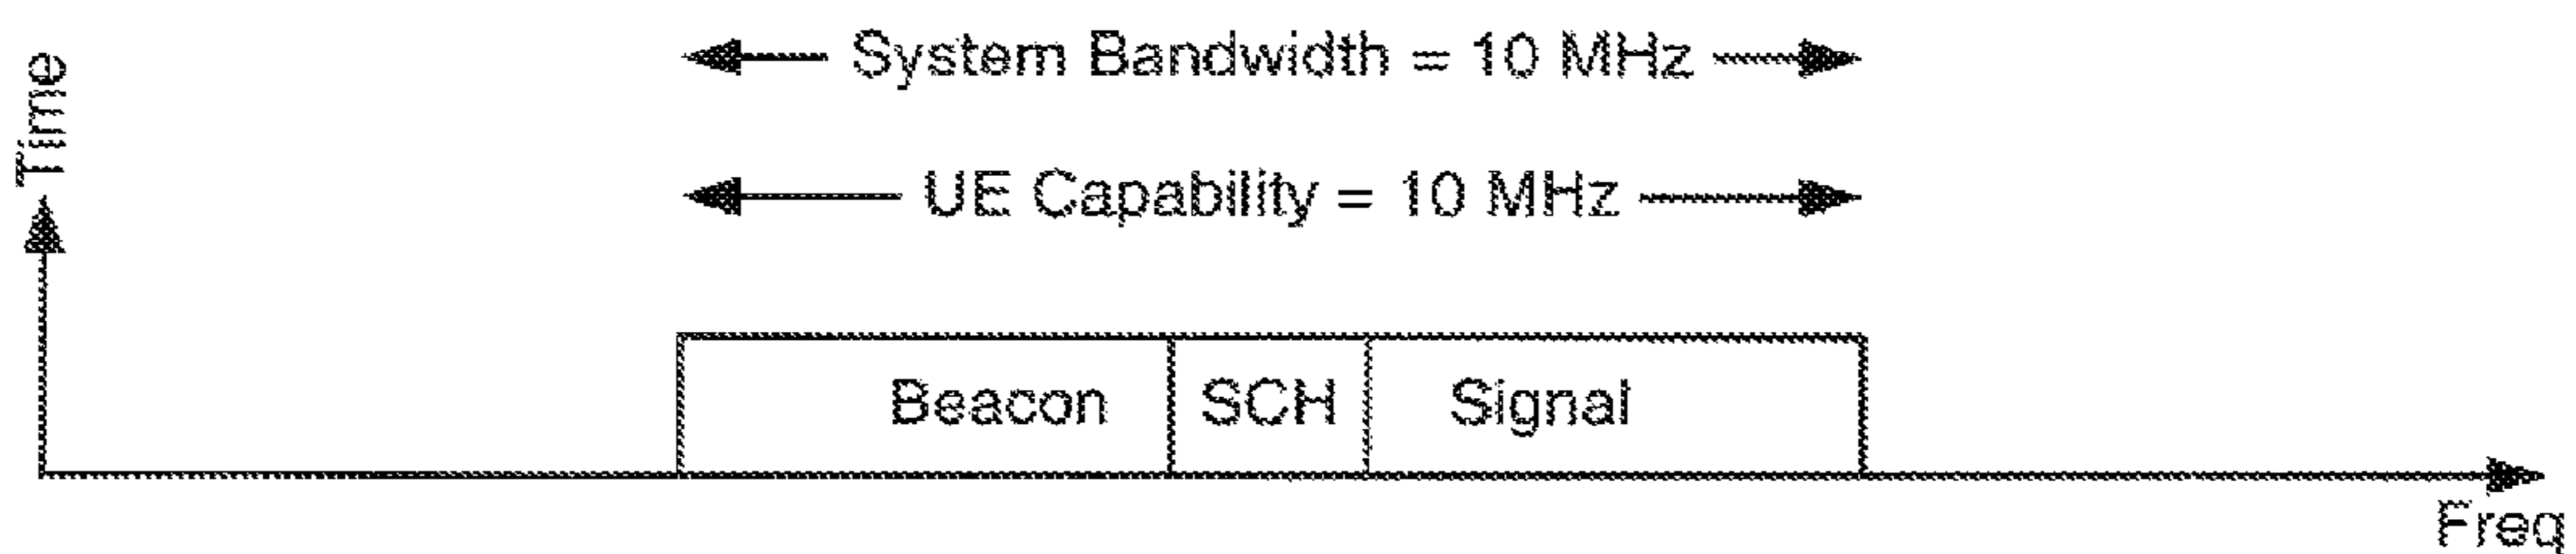 System Bandwidth = 10 MHz
Time
UE Capability = 10 MHz
Beacon SCH Signal
Freq